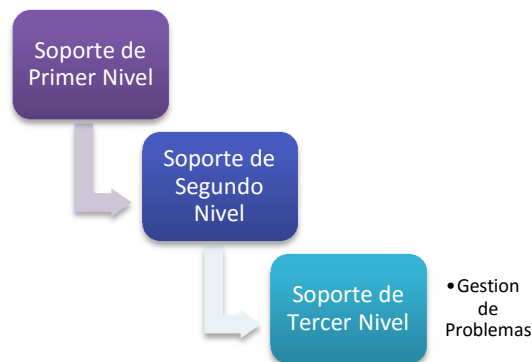 Soporte de
Primer Nivel
Soporte de
Segundo
Nivel
Soporte de
Tercer Nivel
•Gestion
de
Problemas